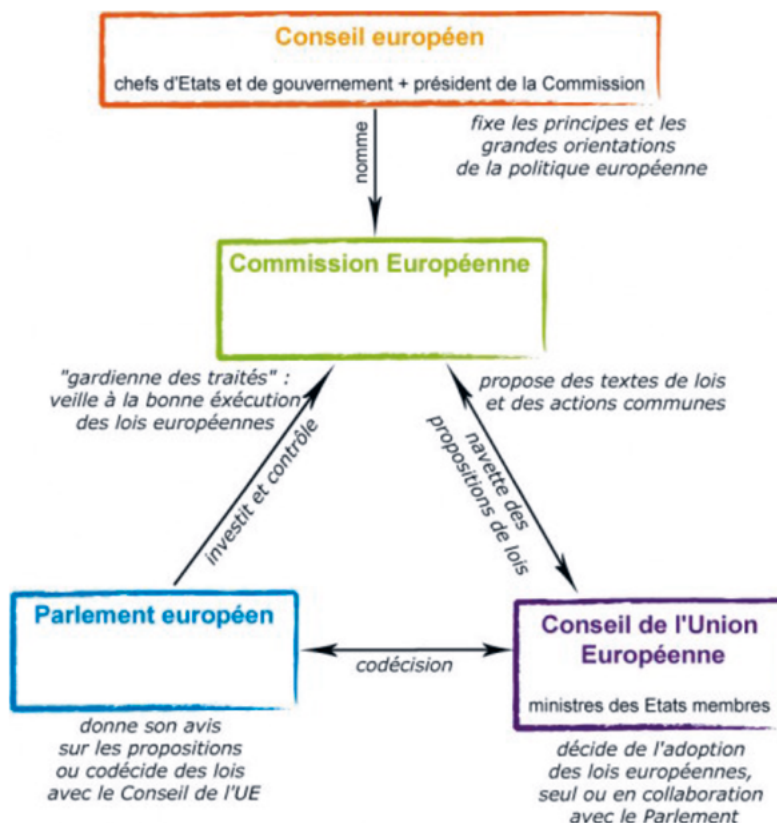 Conseil européen
chefs d'Etats et de gouvernement + président de la Commission
nomme
fixe les principes et les
grandes orientations
de la politique européenne
Commission Européenne
"gardienne des traités" :
veille à la bonne éxécution
des lois européennes
propose des textes de lois
et des actions communes
investit et contrôle
navette des
propositions de lois
Parlement européen
codécision
Conseil de l'Union
Européenne
ministres des Etats membres
donne son avis
sur les propositions
ou codécide des lois
avec le Conseil de l'UE
décide de l'adoption
des lois européennes,
seul ou en collaboration
avec le Parlement